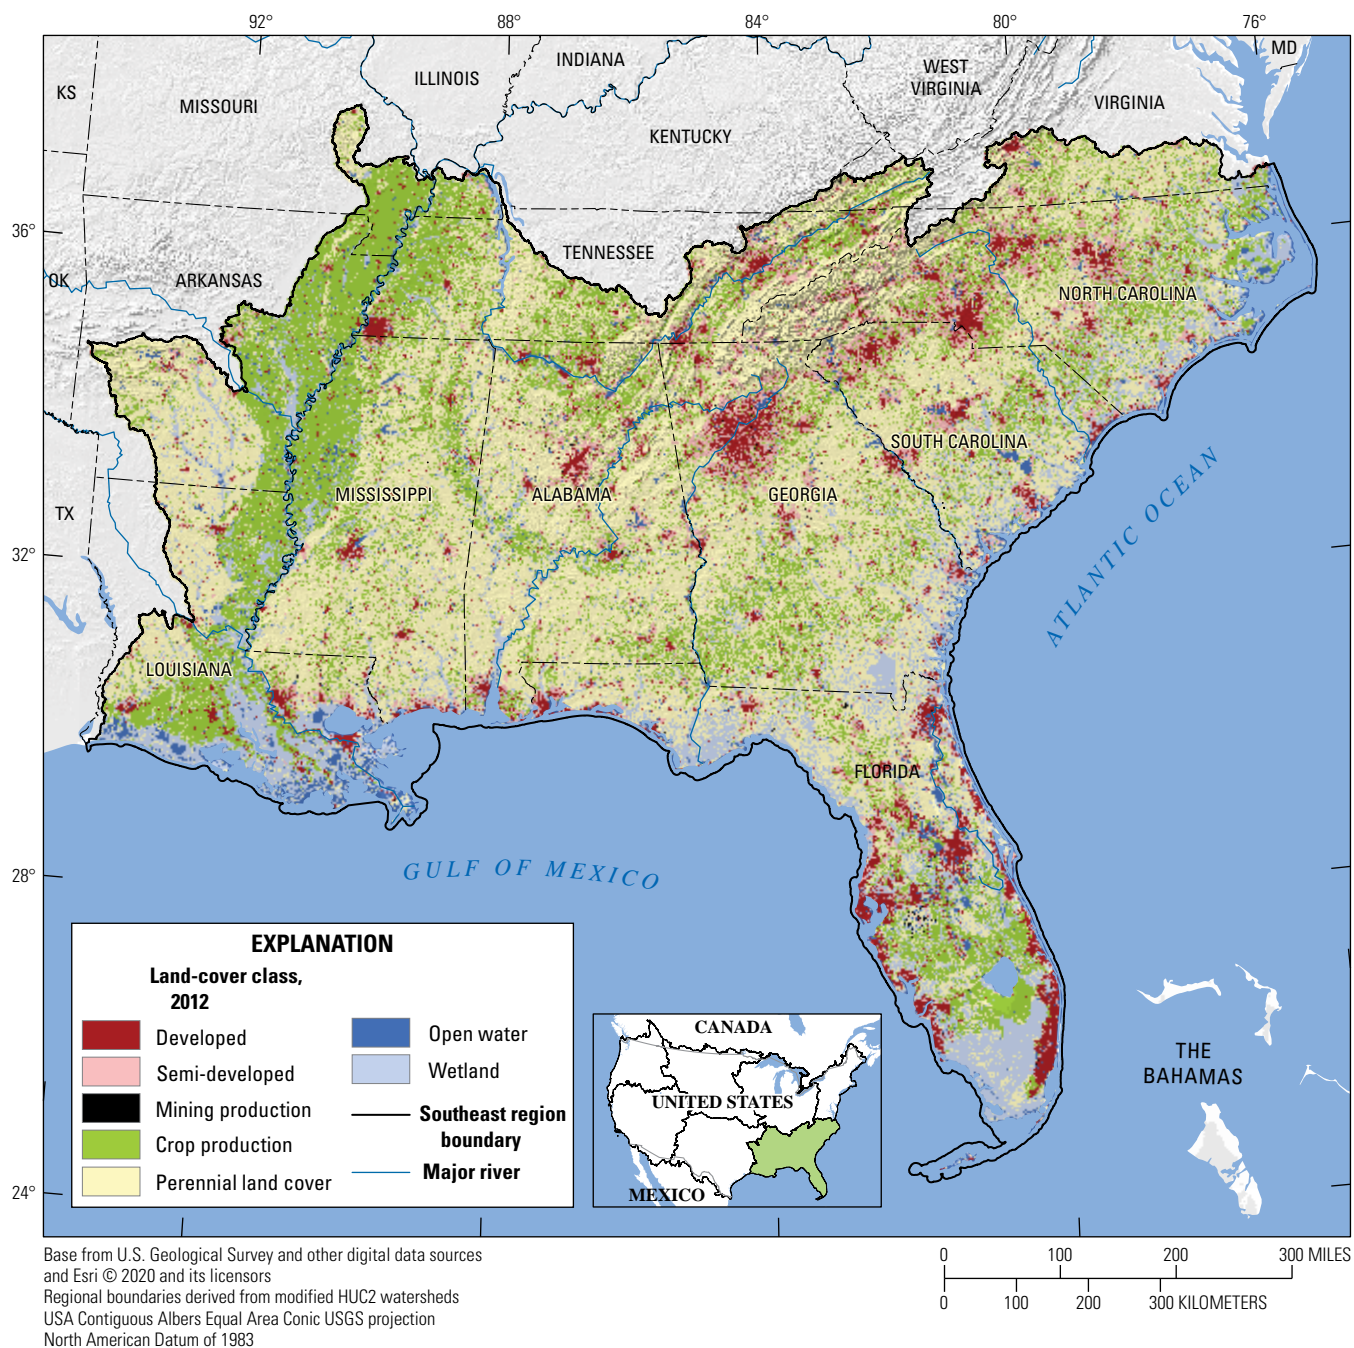 92°
88°
84°
80°
76°
MD
INDIANA
ILLINOIS
WEST
VIRGINIA
KS
MISSOURI
VIRGINIA
KENTUCKY
36°
TENNESSEE
OK
ARKANSAS
NORTH CAROLINA
SOUTH CAROLINA
MISSISSIPPI
ALABAMA
GEORGIA
TX
32°
ATLANTIC OCEAN
LOUISIANA
FLORIDA
28°
GULF OF MEXICO
EXPLANATION
Land-cover class,
2012
Developed
Semi-developed
Mining production
Crop production
Perennial land cover
Open water
Wetland
Southeast region
boundary
Major river
CANADA
UNITED STATES
MEXICO
THE
BAHAMAS
24°
Base from U.S. Geological Survey and other digital data sources
and Esri © 2020 and its licensors
Regional boundaries derived from modified HUC2 watersheds
USA Contiguous Albers Equal Area Conic USGS projection
North American Datum of 1983
0 100 200 300 MILES
0 100 200 300 KILOMETERS